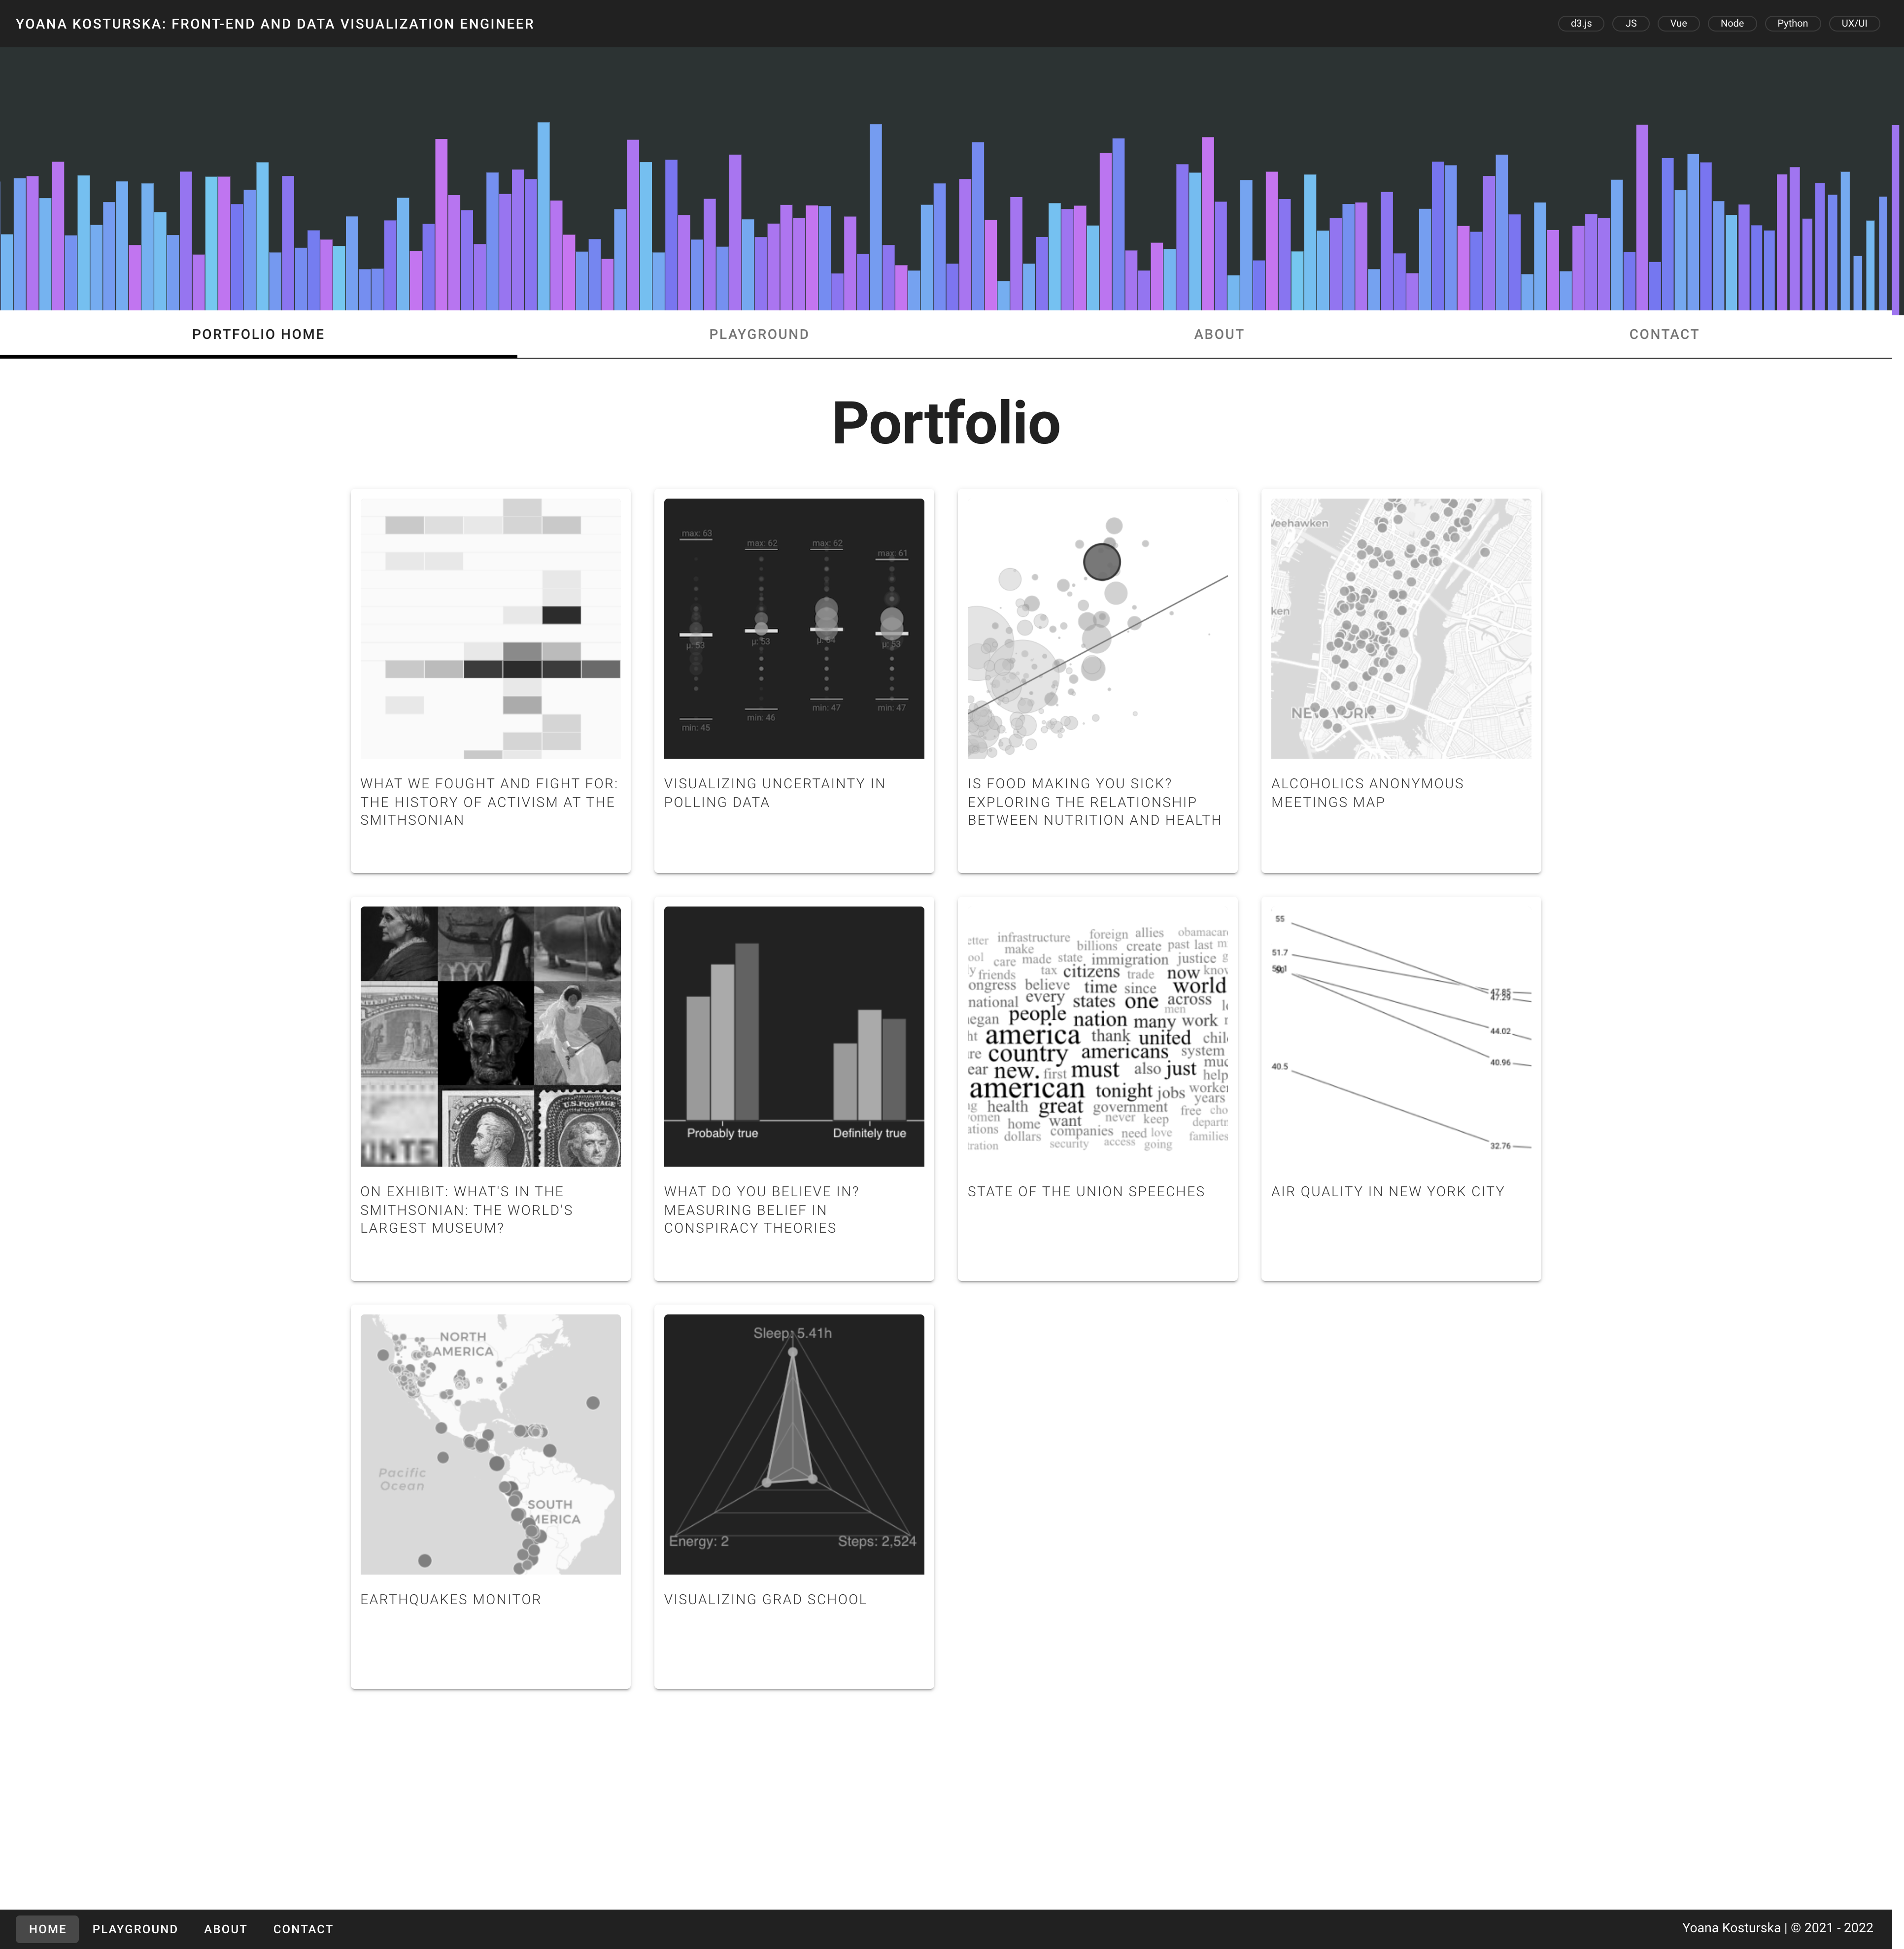 YOANA KOSTURSKA: FRONT-END AND DATA VISUALIZATION ENGINEER
d3.js JS Vue Node Python UX/UI
PORTFOLIO HOME PLAYGROUND ABOUT CONTACT
Portfolio
max: 63
max: 62
max: 62
max: 61
μ: 53
μ: 53
μ: 53
min: 45
min: 46
min: 47
min: 47
NEW YORK
WHAT WE FOUGHT AND FIGHT FOR:
THE HISTORY OF ACTIVISM AT THE
SMITHSONIAN
VISUALIZING UNCERTAINTY IN
POLLING DATA
IS FOOD MAKING YOU SICK?
EXPLORING THE RELATIONSHIP
BETWEEN NUTRITION AND HEALTH
ALCOHOLICS ANONYMOUS
MEETINGS MAP
U.S. POSTAGE
U.S. POSTAGE
Probably true Definitely true
infrastructure foreign allies
make billions create past last
care made state immigration justice
friends tax citizens trade now
believe time since world
national every states one across
people nation many work men
america thank united
country americans system
new. first must also just
help
american tonight jobs
years
health great government free
home want never keep
dollars companies need love families
security access going
55
51.7
47.85
47.29
44.02
40.96
40.5
32.76
ON EXHIBIT: WHAT'S IN THE
SMITHSONIAN: THE WORLD'S
LARGEST MUSEUM?
WHAT DO YOU BELIEVE IN?
MEASURING BELIEF IN
CONSPIRACY THEORIES
STATE OF THE UNION SPEECHES
AIR QUALITY IN NEW YORK CITY
NORTH
AMERICA
Pacific
Ocean
SOUTH
MERICA
Sleep: 5.41h
Energy: 2 Steps: 2,524
EARTHQUAKES MONITOR
VISUALIZING GRAD SCHOOL
HOME PLAYGROUND ABOUT CONTACT
Yoana Kosturska | © 2021 - 2022